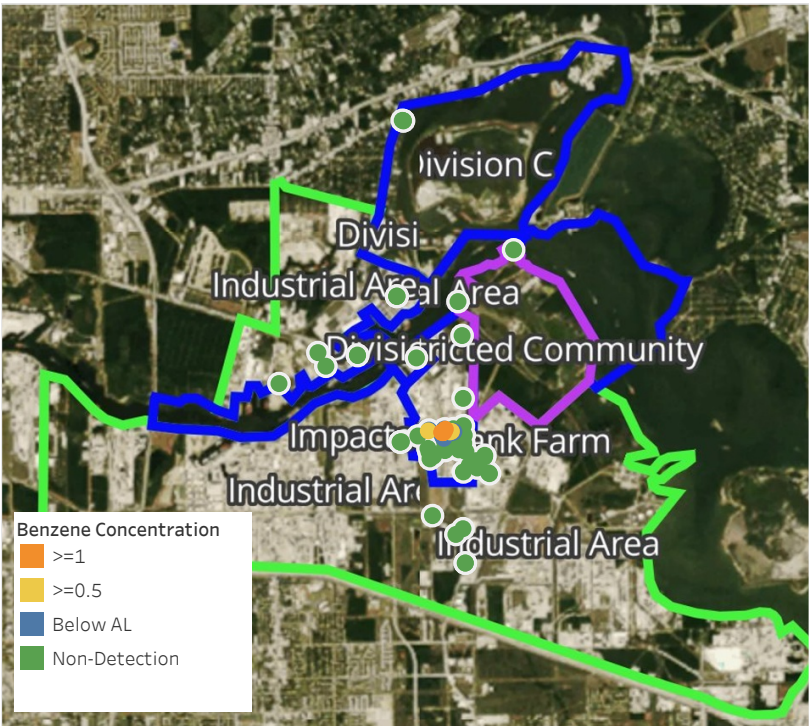 Division C
Divisi
Industrial Area
al Area
Divisi
tricted Community
Impact
ank Farm
Industrial Are
Industrial Area
Benzene Concentration
>=1
>=0.5
Below AL
Non-Detection